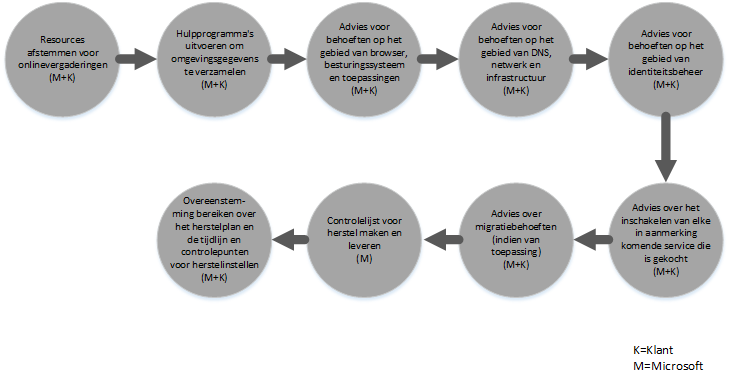 Resources
afstemmen voor
onlinevergaderingen
(M+K)
Hulpprogramma's
uitvoeren om
omgevingsgegevens
te verzamelen
(M+K)
Advies voor
behoeften op het
gebied van browser,
besturingssysteem
en toepassingen
(M+K)
Advies voor
behoeften op het
gebied van DNS,
netwerk en
infrastructuur
(M+K)
Advies voor
behoeften op het
gebied van
identiteitsbeheer
(M+K)
Advies over het
inschakelen van elke
in aanmerking
komende service die
is gekocht
(M+K)
Advies over
migratiebehoeften
(indien van
toepassing)
(M+K)
Controlelijst voor
herstel maken en
leveren
(M)
Overeenstem-
ming bereiken over
het herstelplan en
de tijdlijn en
controlepunten
voor herstelinstellen
(M+K)
K=Klant
M=Microsoft